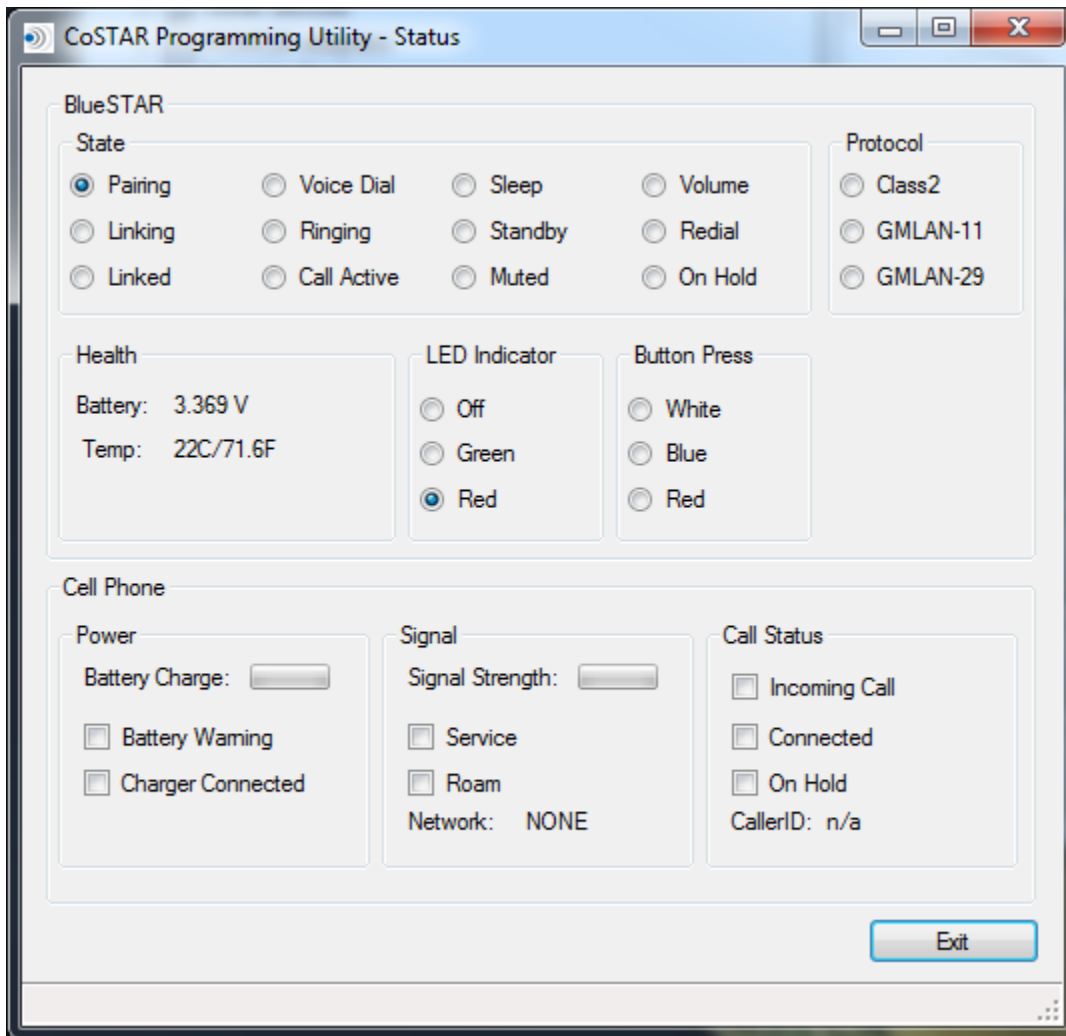 CoSTAR Programming Utility - Status
BlueSTAR
State
Pairing Voice Dial Sleep Volume
Linking Ringing Standby Redial
Linked Call Active Muted On Hold
Protocol
Class2
GMLAN-11
GMLAN-29
Health
Battery: 3.369 V
Temp: 22C/71.6F
LED Indicator
Off
Green
Red
Button Press
White
Blue
Red
Cell Phone
Power
Battery Charge:
Battery Warning
Charger Connected
Signal
Signal Strength:
Service
Roam
Network: NONE
Call Status
Incoming Call
Connected
On Hold
CallerID: n/a
Exit